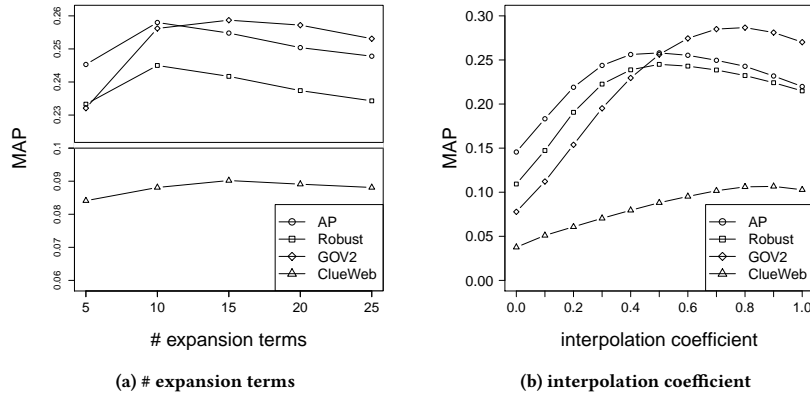 MAP
0.26
0.25
0.24
0.23
0.1
0.09
0.08
0.07
0.06
5 10 15 20 25
# expansion terms
AP
Robust
GOV2
ClueWeb
(a) # expansion terms
MAP
0.30
0.25
0.20
0.15
0.10
0.05
0.00
0.0 0.2 0.4 0.6 0.8 1.0
interpolation coefficient
AP
Robust
GOV2
ClueWeb
(b) interpolation coefficient